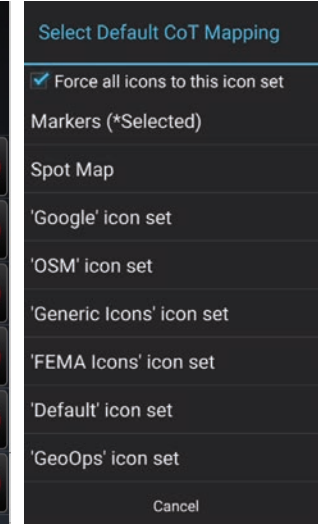 Select Default CoT Mapping
Force all icons to this icon set
Markers (*Selected)
Spot Map
'Google' icon set
'OSM' icon set
'Generic Icons' icon set
'FEMA Icons' icon set
'Default' icon set
'GeoOps' icon set
Cancel